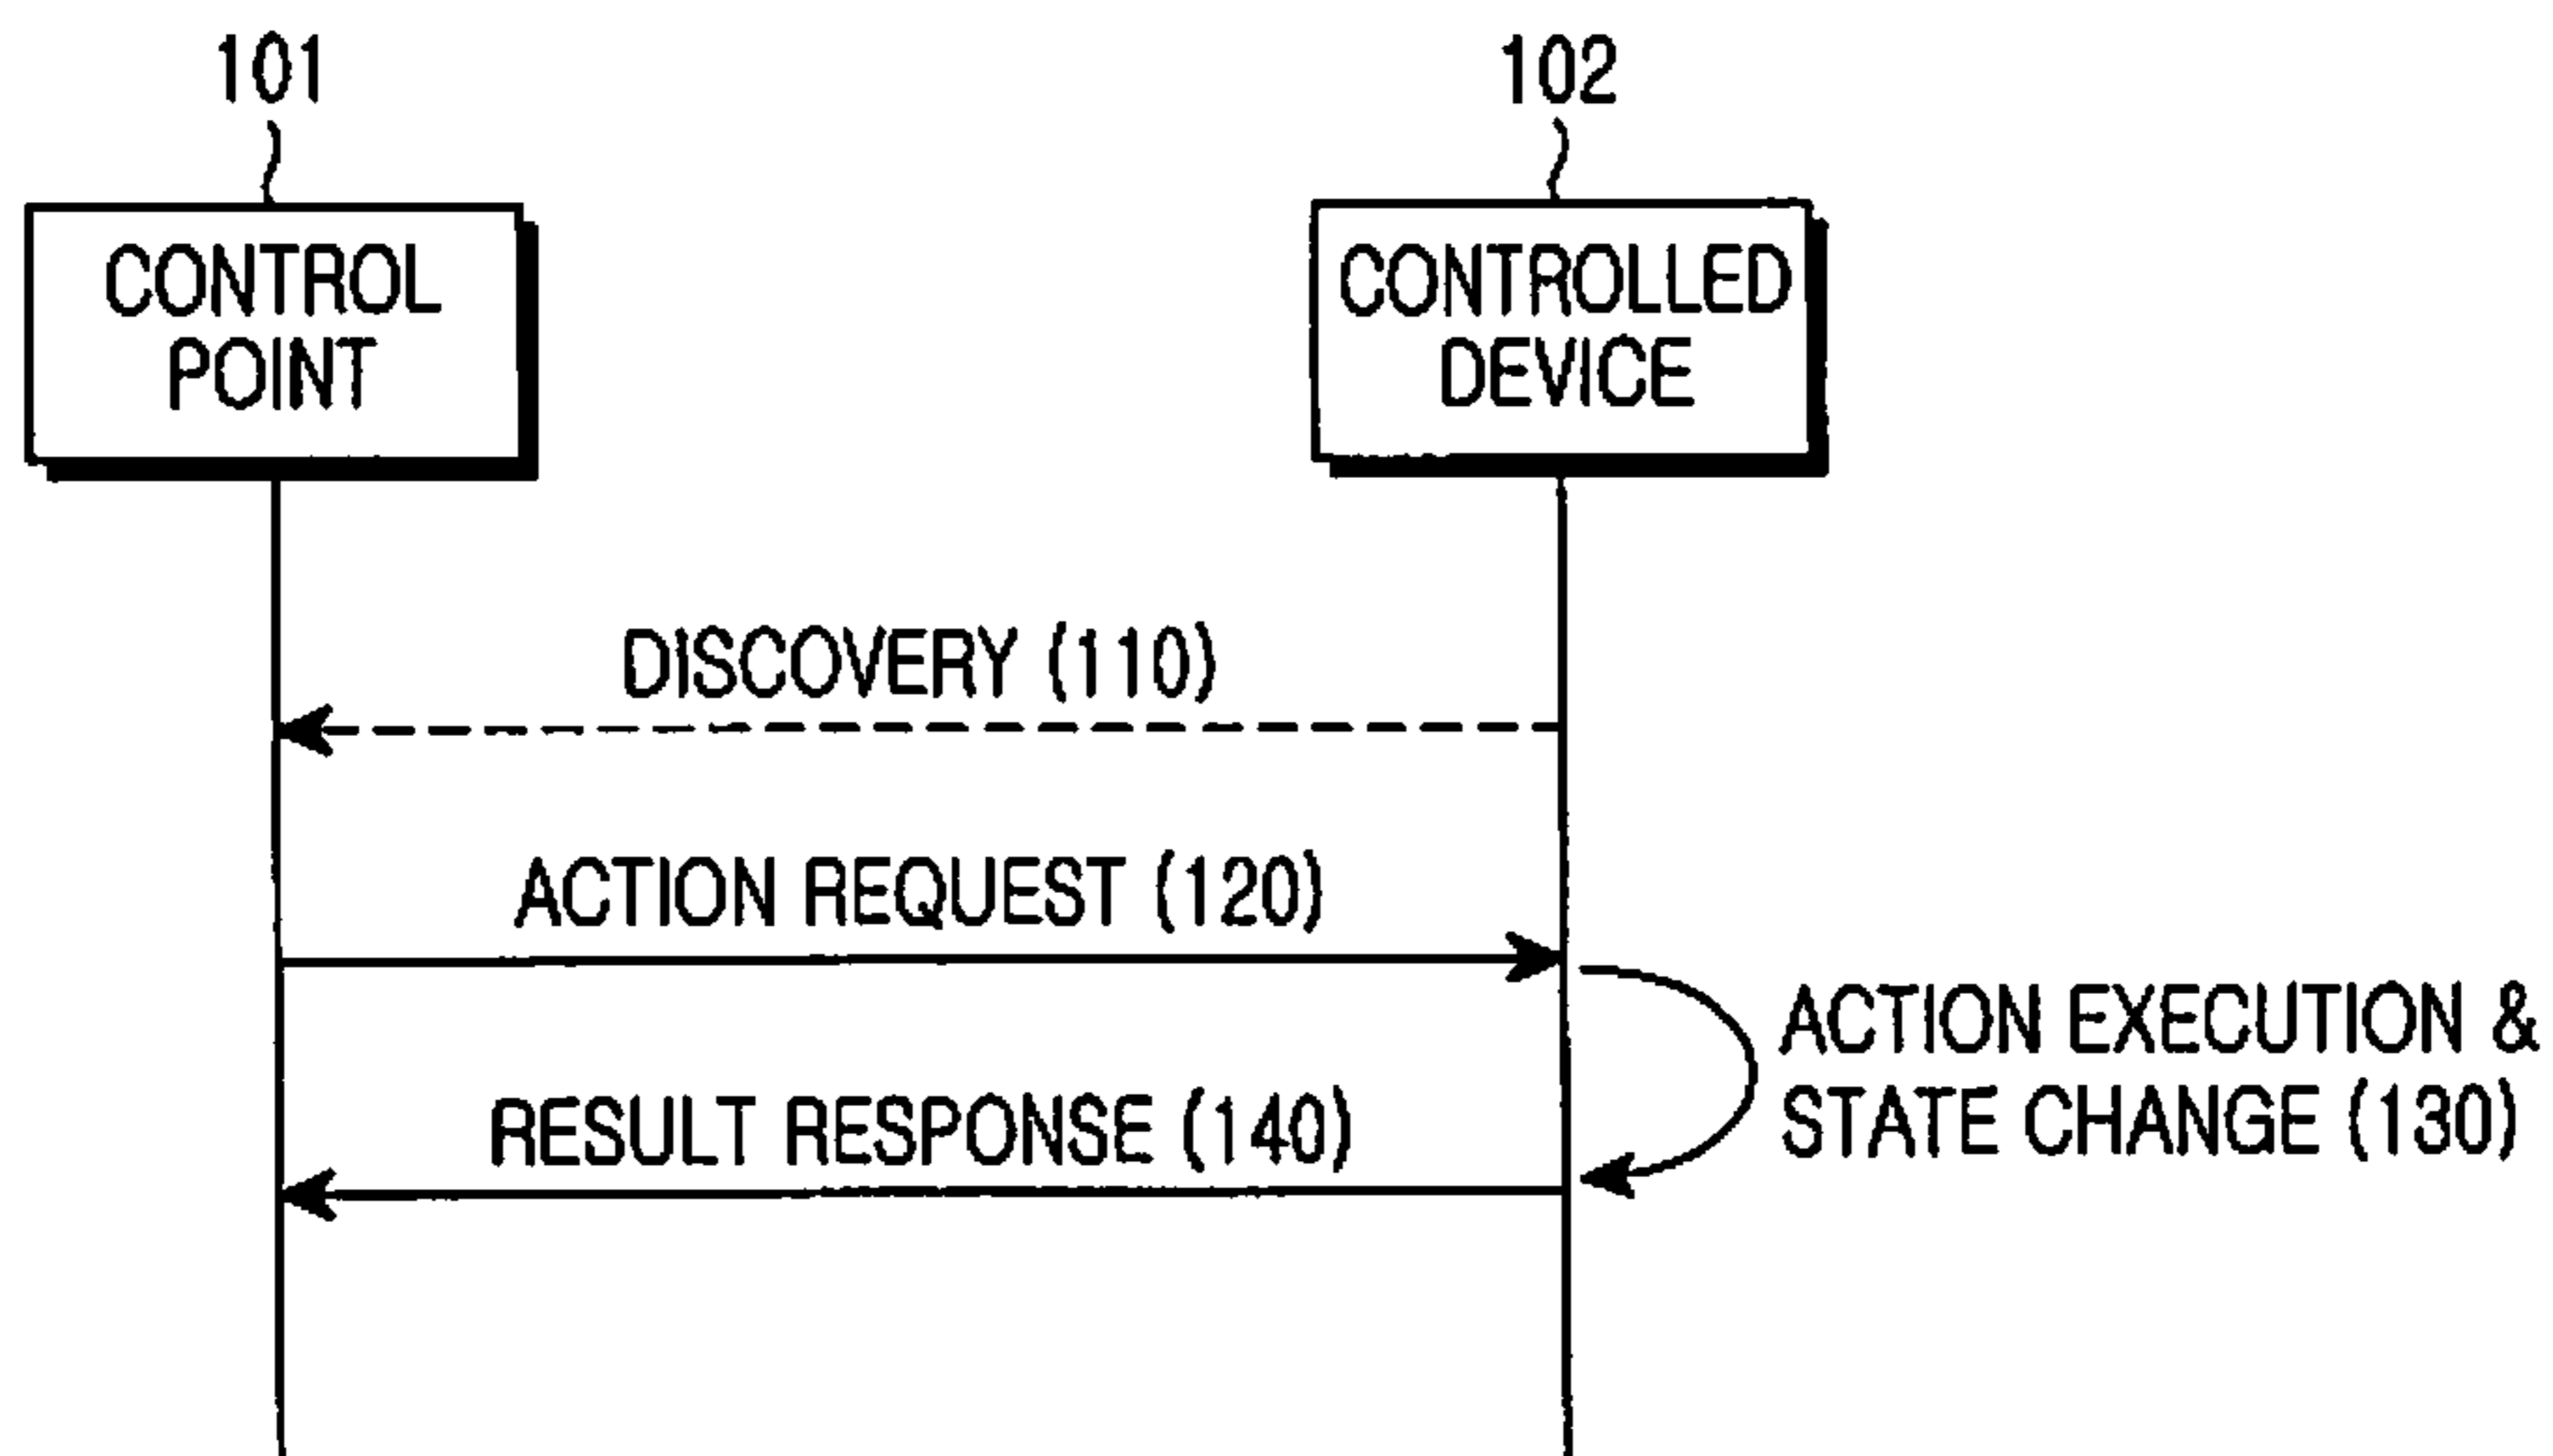 101
102
CONTROL
POINT
CONTROLLED
DEVICE
DISCOVERY (110)
ACTION REQUEST (120)
ACTION EXECUTION &
STATE CHANGE (130)
RESULT RESPONSE (140)